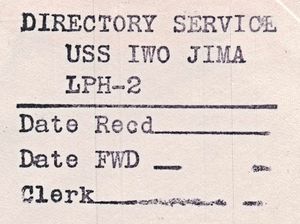 DIRECTORY SERVICE
USS IWO JIMA
LPH-2
Date Recd
Date FWD
Clerk